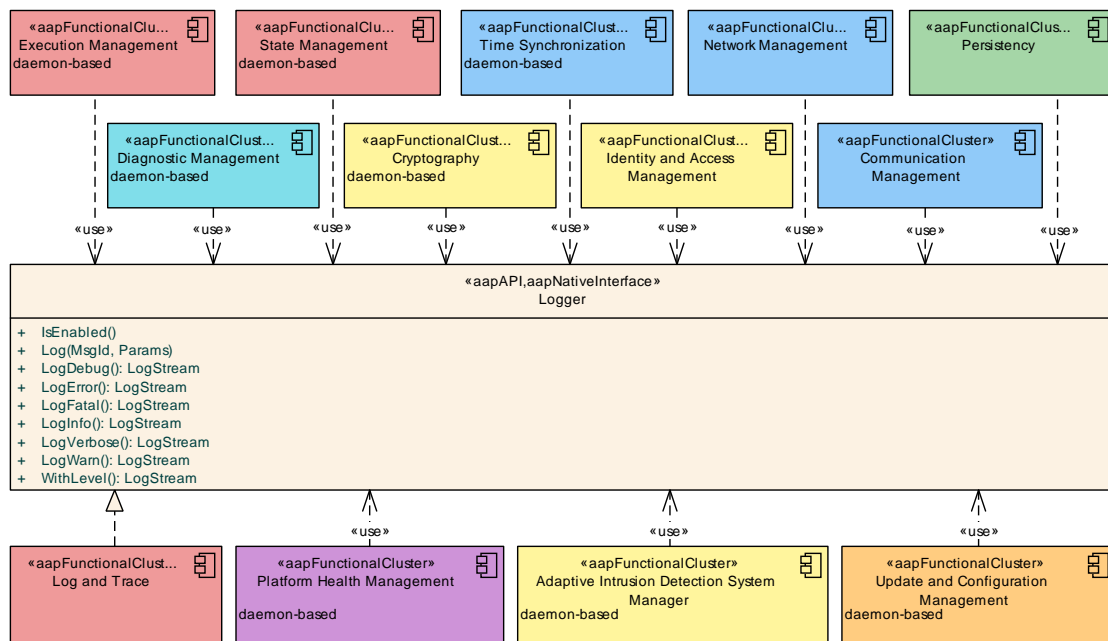 «aapFunctionalClu...
Execution Management
daemon-based
«aapFunctionalClu...
State Management
daemon-based
«aapFunctionalClust...
Time Synchronization
daemon-based
«aapFunctionalClu...
Network Management
«aapFunctionalClus...
Persistency
«aapFunctionalClust...
Diagnostic Management
daemon-based
«aapFunctionalClust...
Cryptography
daemon-based
«aapFunctionalClust...
Identity and Access
Management
«aapFunctionalCluster»
Communication
Management
«use»
«use»
«use»
«use»
«use»
«use»
«use»
«use»
«use»
«aapAPI,aapNativeInterface»
Logger
+ IsEnabled()
+ Log(MsgId, Params)
+ LogDebug(): LogStream
+ LogError(): LogStream
+ LogFatal(): LogStream
+ LogInfo(): LogStream
+ LogVerbose(): LogStream
+ LogWarn(): LogStream
+ WithLevel(): LogStream
«use»
«use»
«use»
«aapFunctionalClust...
Log and Trace
«aapFunctionalCluster»
Platform Health Management
daemon-based
«aapFunctionalCluster»
Adaptive Intrusion Detection System
Manager
daemon-based
«aapFunctionalCluster»
Update and Configuration
Management
daemon-based